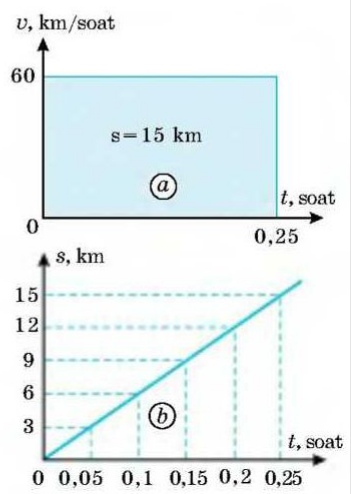 v, km/soat
60
s=15 km
a
t, soat
0
0,25
s, km
15
12
9
6
3
b
t, soat
0 0,05 0,1 0,15 0,2 0,25